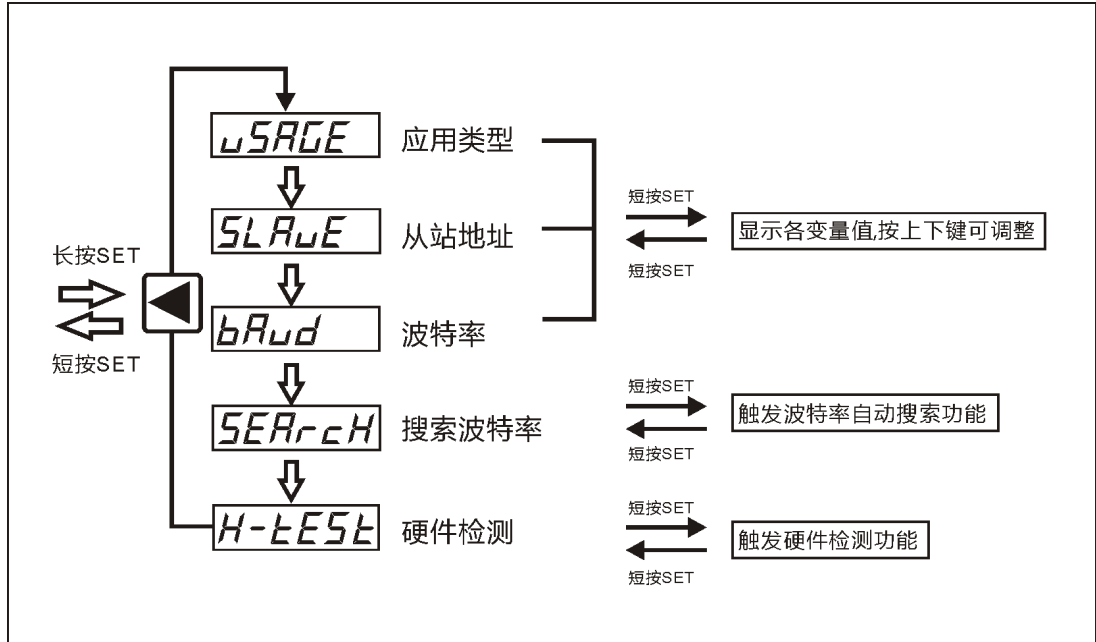 uSAGE 应用类型
SLAuE 从站地址
bAud 波特率
SEArcH 搜索波特率
H-tESt 硬件检测
长按SET
短按SET
短按SET
短按SET
显示各变量值,按上下键可调整
短按SET
短按SET
触发波特率自动搜索功能
短按SET
短按SET
触发硬件检测功能